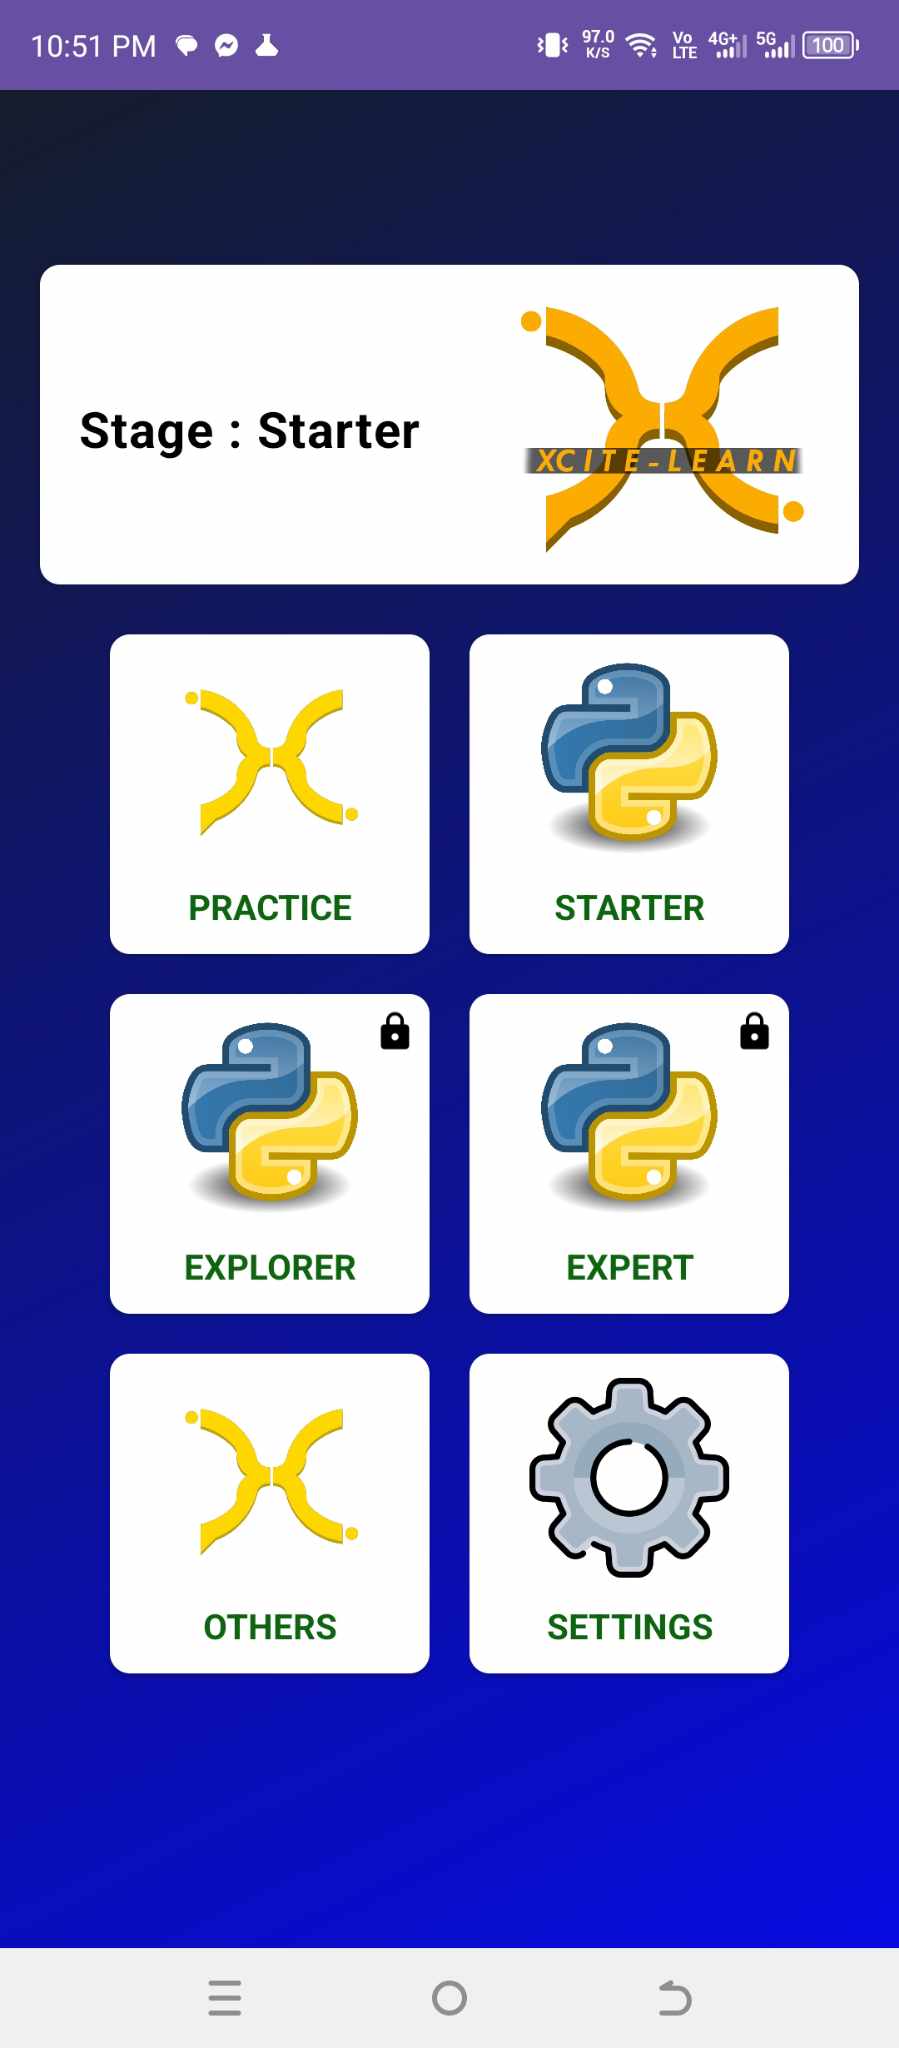 10:51 PM
97.0
K/S
Vo
LTE
4G+
5G
100
Stage : Starter
XCITE-LEARN
PRACTICE
STARTER
EXPLORER
EXPERT
OTHERS
SETTINGS